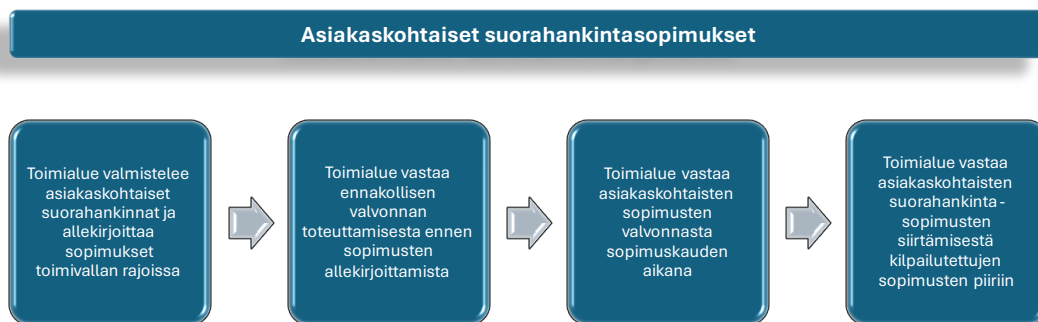 Asiakaskohtaiset suorahankintasopimukset
Toimialue valmistelee
asiakaskohtaiset
suorahankinnat ja
allekirjoittaa
sopimukset
toimivallan rajoissa
Toimialue vastaa
ennakollisen
valvonnan
toteuttamisesta ennen
sopimusten
allekirjoittamista
Toimialue vastaa
asiakaskohtaisten
sopimusten
valvonnasta
sopimuskauden
aikana
Toimialue vastaa
asiakaskohtaisten
suorahankinta-
sopimusten
siirtämisestä
kilpailutettujen
sopimusten piiriin